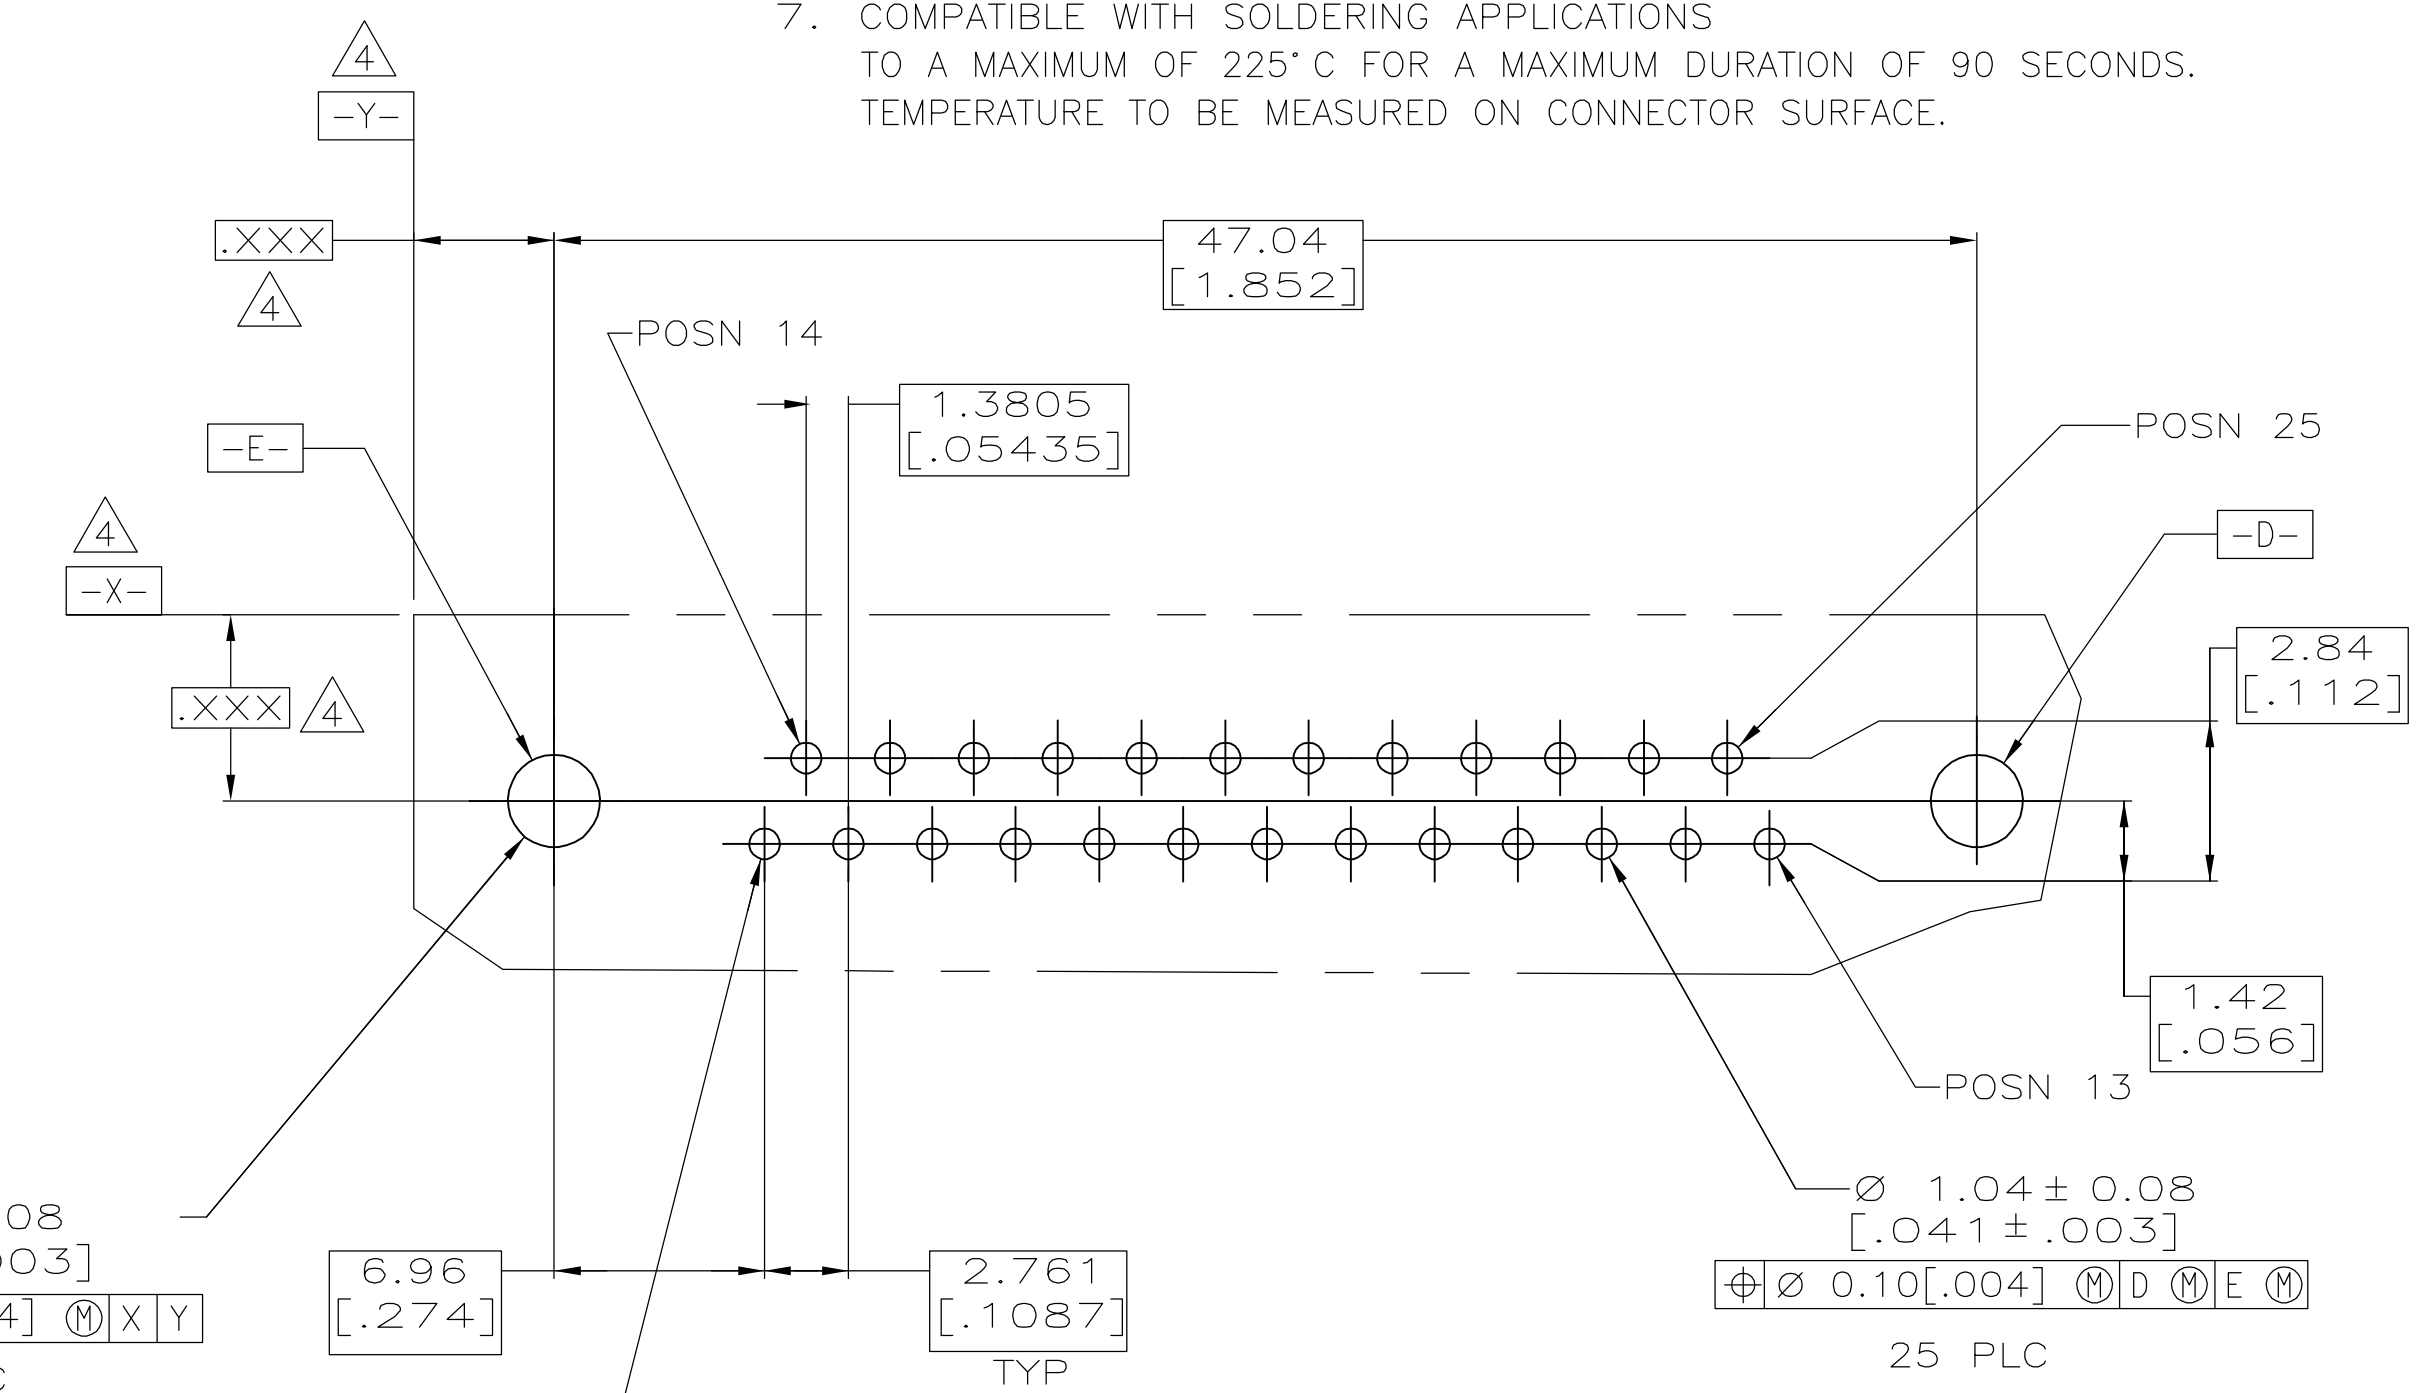 7. COMPATIBLE WITH SOLDERING APPLICATIONS
TO A MAXIMUM OF 225°C FOR A MAXIMUM DURATION OF 90 SECONDS.
TEMPERATURE TO BE MEASURED ON CONNECTOR SURFACE.
4
-Y-
.XXX
4
47.04
[1.852]
POSN 14
1.3805
[.05435]
POSN 25
-E-
4
-X-
-D-
.XXX
4
2.84
[.112]
1.42
[.056]
POSN 13
Ø 1.04± 0.08
[.041±.003]
⌖ Ø 0.10[.004] Ⓜ D Ⓜ E Ⓜ
25 PLC
08
003]
4] Ⓜ X Y
C
6.96
[.274]
2.761
[.1087]
TYP